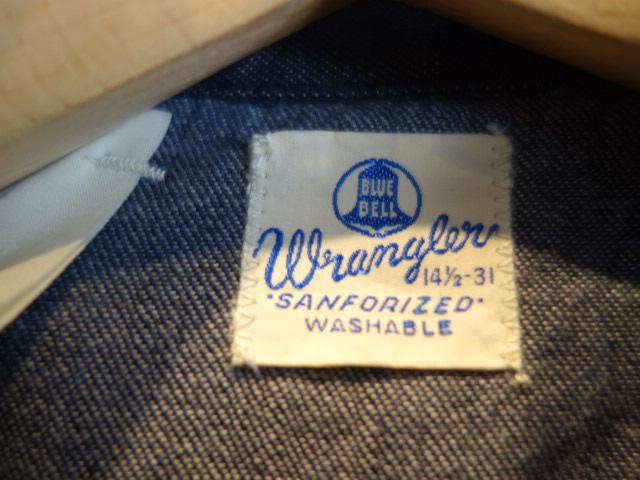 BLUE
BELL
Wrangler
14½-31
"SANFORIZED"
WASHABLE